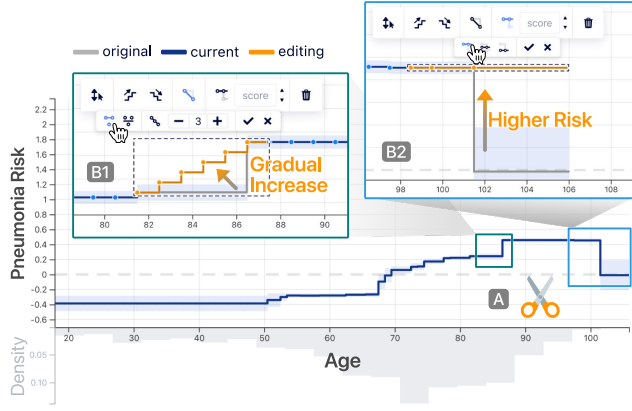 original current editing
score
3
B1
Gradual
Increase
80 82 84 86 88 90
score
B2
Higher Risk
98 100 102 104 106
Pneumonia Risk
2.2
2
1.8
1.6
1.4
1.2
1
0.8
0.6
0.4
0.2
0
-0.2
-0.4
-0.6
A
20 30 40 50 60 70 80 90 100
Age
Density
0.05
0.10